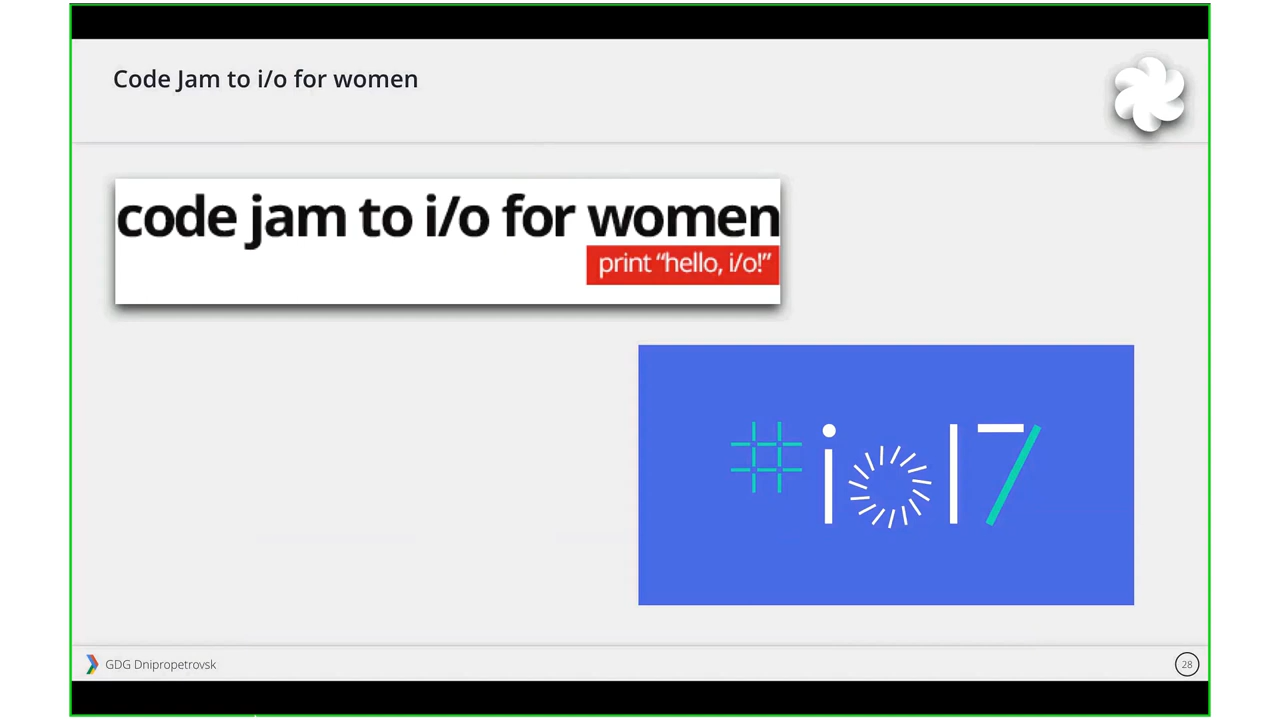 Code Jam to i/o for women
code jam to i/o for women
print “hello, i/o!”
#io17
GDG Dnipropetrovsk
28